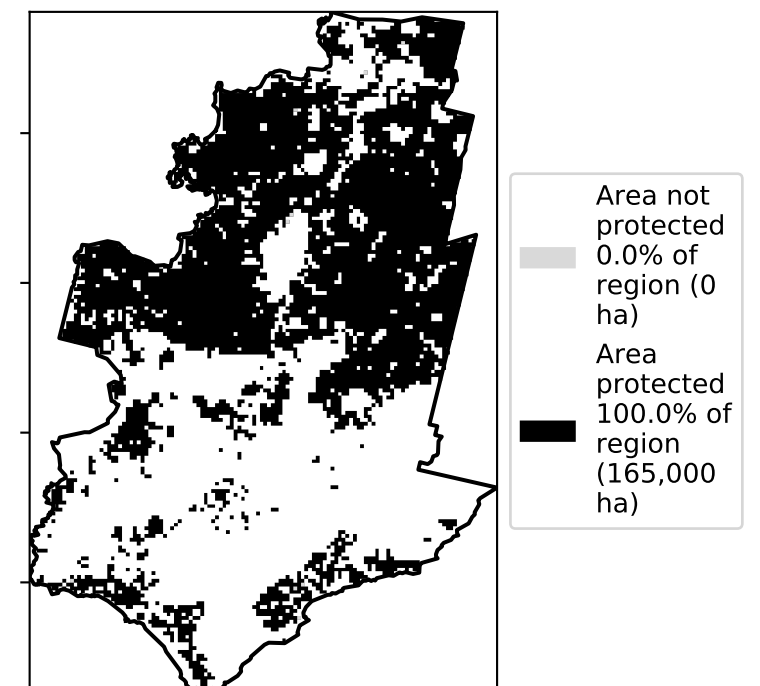 Area not
protected
0.0% of
region (0
ha)
Area
protected
100.0% of
region
(165,000
ha)